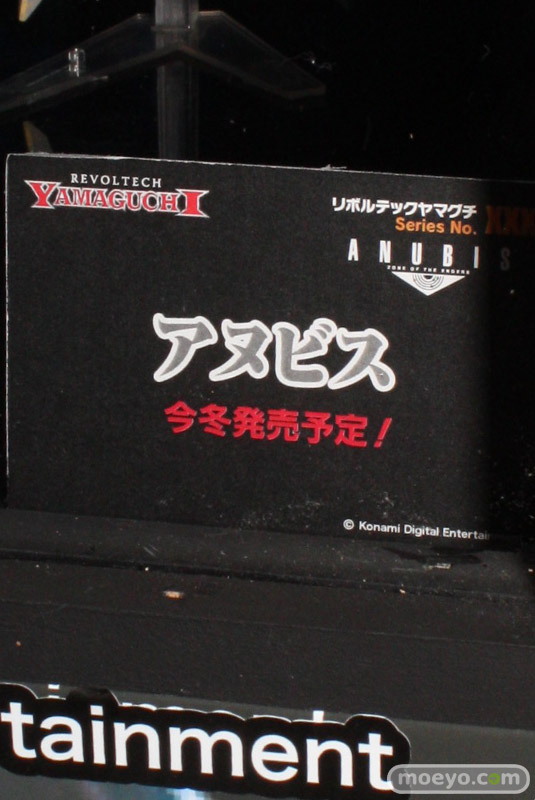 REVOLTECH
YAMAGUCHI
リボルテックヤマグチ
Series No. XXX
ANUBIS
ZONE OF THE ENDERS
アヌビス
今冬発売予定！
© Konami Digital Entertai
tainment
moeyo.com